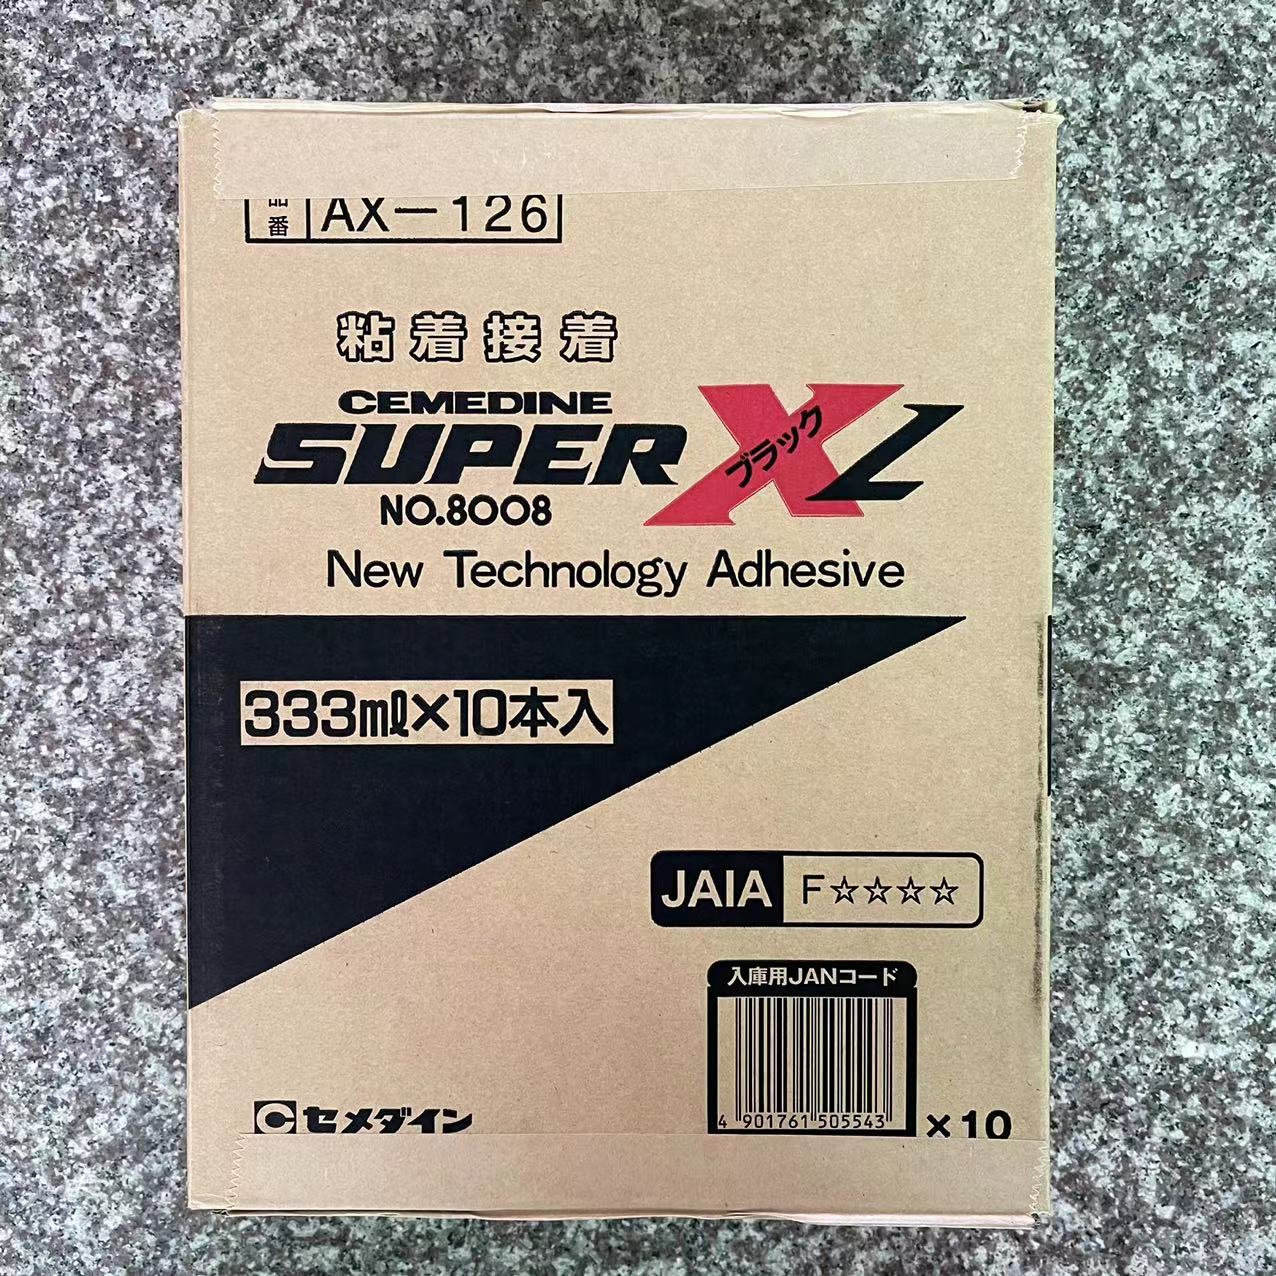 品番 AX-126
粘着接着
CEMEDINE
SUPER XL
ブラック
NO.8008
New Technology Adhesive
333ml×10本入
JAIA F☆☆☆☆
入庫用JANコード
4 901761 505543
×10
C セメダイン